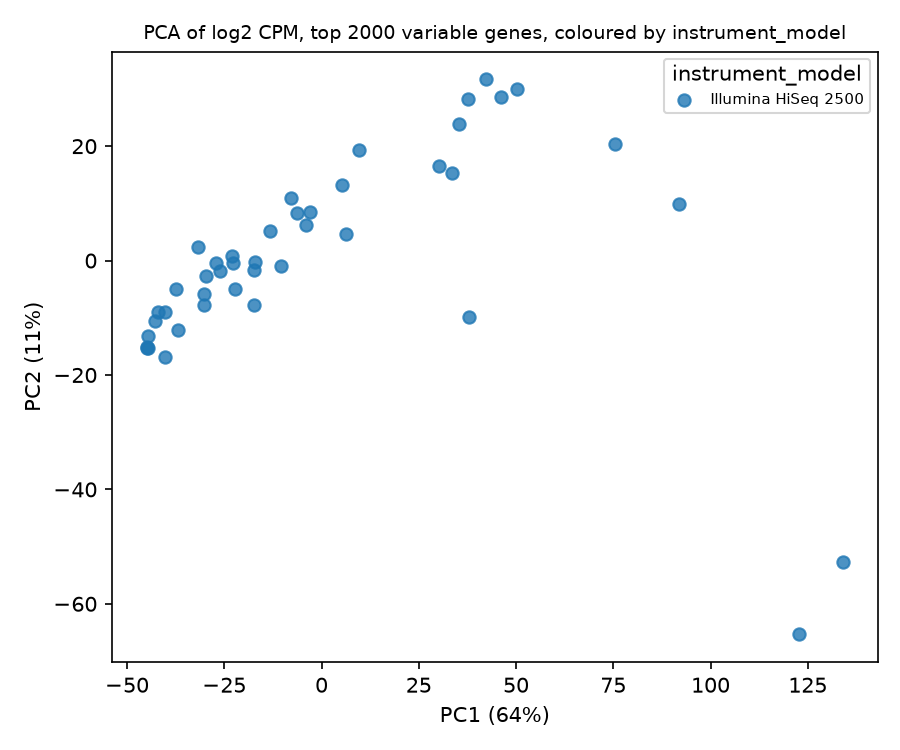 PCA of log2 CPM, top 2000 variable genes, coloured by instrument_model
instrument_model
Illumina HiSeq 2500
PC2 (11%)
20
0
−20
−40
−60
−50
−25
0
25
50
75
100
125
PC1 (64%)